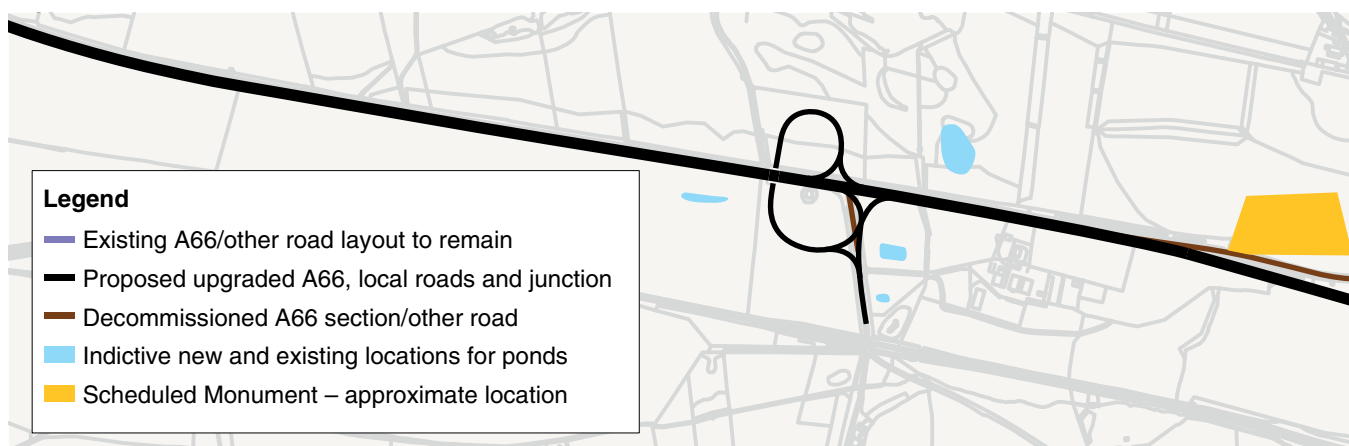 Legend
Existing A66/other road layout to remain
Proposed upgraded A66, local roads and junction
Decommissioned A66 section/other road
Indictive new and existing locations for ponds
Scheduled Monument – approximate location